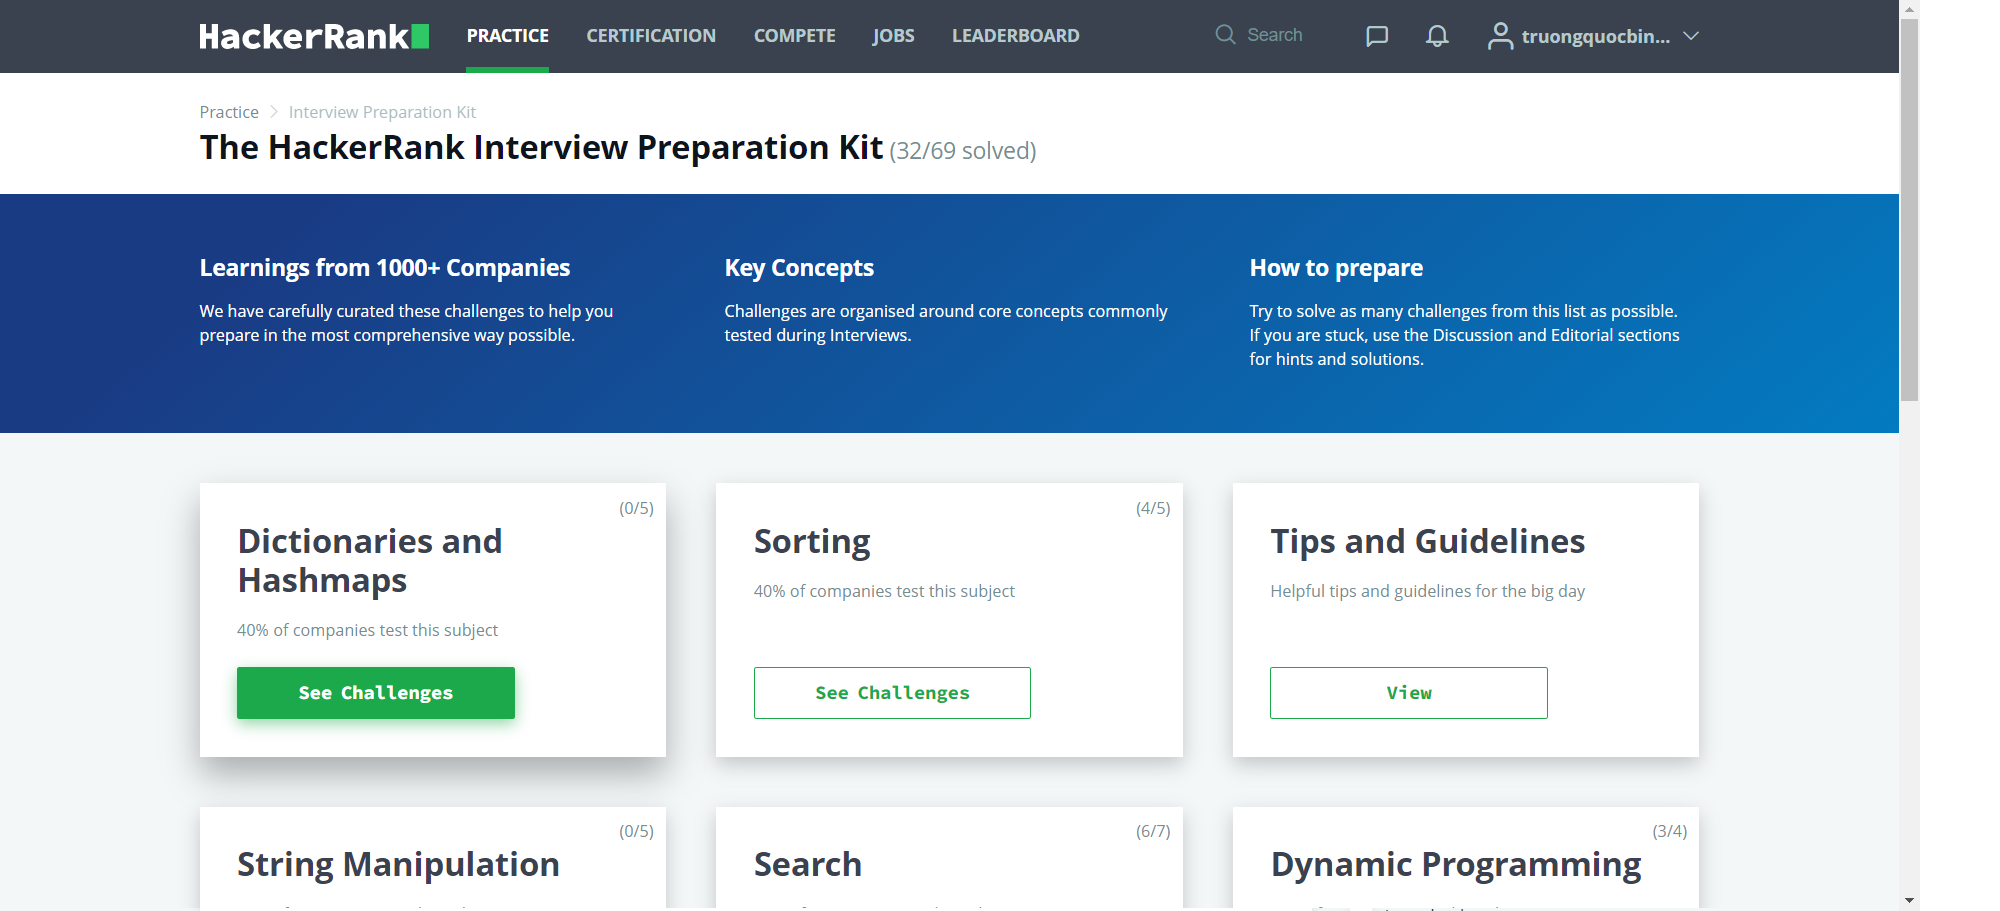 HackerRank
PRACTICE
CERTIFICATION
COMPETE
JOBS
LEADERBOARD
Search
truongquocbin...
Practice
Interview Preparation Kit
The HackerRank Interview Preparation Kit (32/69 solved)
Learnings from 1000+ Companies
We have carefully curated these challenges to help you
prepare in the most comprehensive way possible.
Key Concepts
Challenges are organised around core concepts commonly
tested during Interviews.
How to prepare
Try to solve as many challenges from this list as possible.
If you are stuck, use the Discussion and Editorial sections
for hints and solutions.
(0/5)
Dictionaries and
Hashmaps
40% of companies test this subject
See Challenges
(4/5)
Sorting
40% of companies test this subject
See Challenges
Tips and Guidelines
Helpful tips and guidelines for the big day
View
(0/5)
String Manipulation
(6/7)
Search
(3/4)
Dynamic Programming